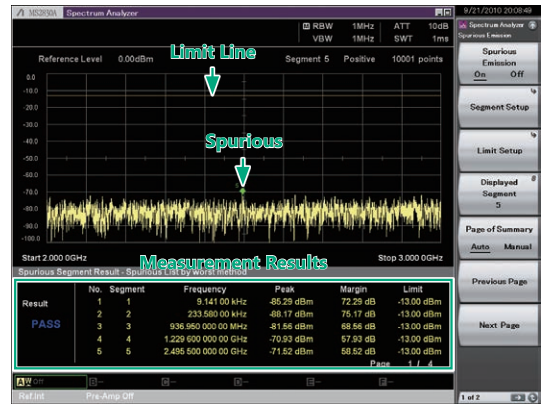 MS2830A Spectrum Analyzer
9/21/2010 20:08:49
RBW 1MHz ATT 10dB
VBW 1MHz SWT 1ms
Spectrum Analyzer
Spurious Emission
Limit Line
Reference Level 0.00dBm Segment 5 Positive 10001 points
0.0
-10.0
-20.0
-30.0
-40.0
-50.0
-60.0
-70.0
-80.0
-90.0
-100.0
Spurious
5
Start 2.000 0GHz Stop 3.000 0GHz
Measurement Results
Spurious Segment Result - Spurious List by worst method
No. Segment Frequency Peak Margin Limit
Result
PASS
1 1 9.141 00 kHz -85.29 dBm 72.29 dB -13.00 dBm
2 2 233.580 00 kHz -88.17 dBm 75.17 dB -13.00 dBm
3 3 936.950 000 00 MHz -81.56 dBm 68.56 dB -13.00 dBm
4 4 1.229 600 000 00 GHz -70.93 dBm 57.93 dB -13.00 dBm
5 5 2.495 500 000 00 GHz -71.52 dBm 58.52 dB -13.00 dBm
Page 1 / 4
Ref.Int Pre-Amp Off
Spurious
Emission
On Off
Segment Setup
Limit Setup
Displayed
Segment
5
Page of Summary
Auto Manual
Previous Page
Next Page
1 of 2